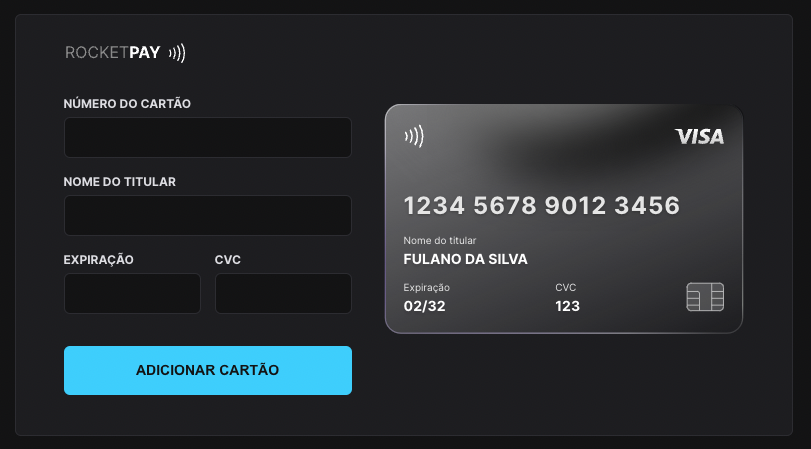 ROCKETPAY
NÚMERO DO CARTÃO
NOME DO TITULAR
EXPIRAÇÃO CVC
ADICIONAR CARTÃO
VISA
1234 5678 9012 3456
Nome do titular
FULANO DA SILVA
Expiração CVC
02/32 123